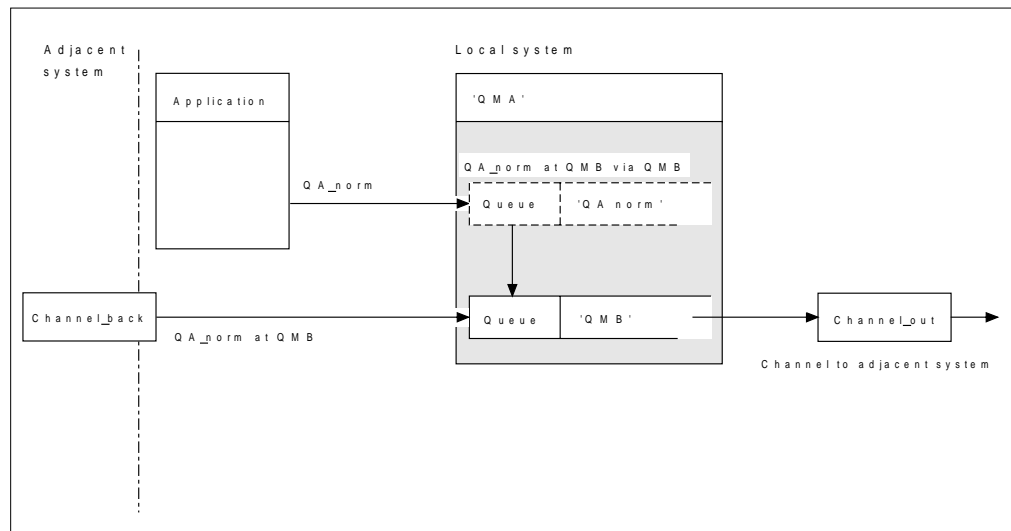 Adjacent
system
Local system
Application
'QMA'
QA_norm at QMB via QMB
QA_norm
Queue
'QA norm'
Channel_back
QA_norm at QMB
Queue
'QMB'
Channel_out
Channel to adjacent system